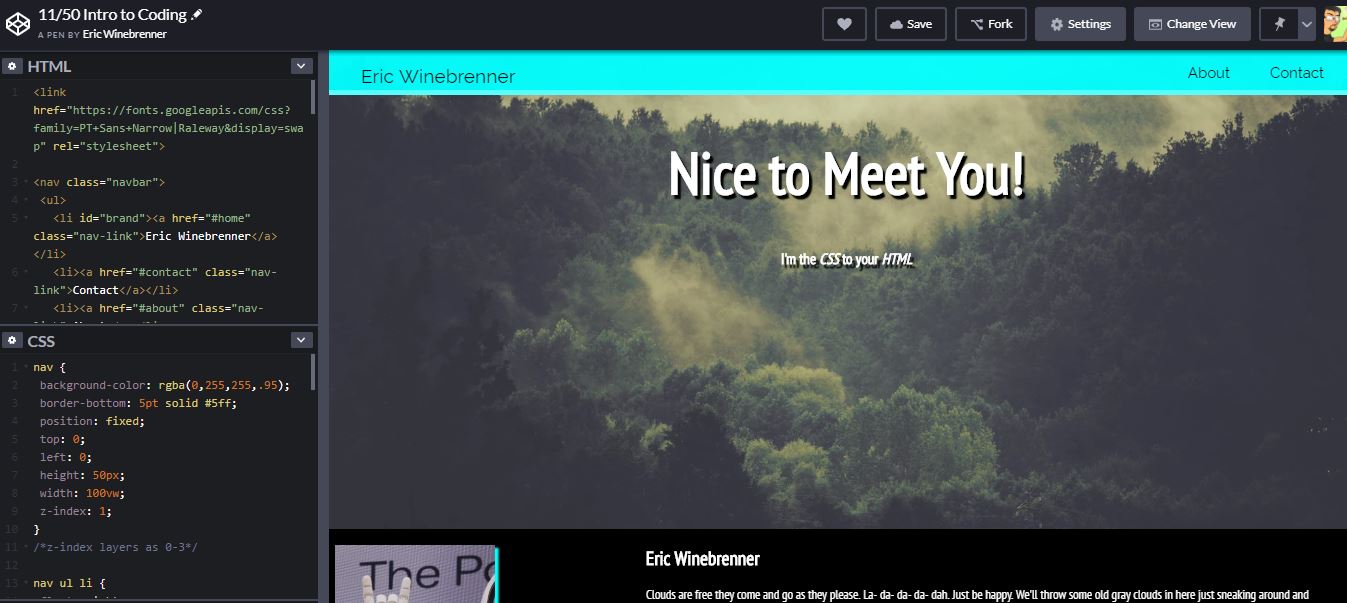 11/50 Intro to Coding
A PEN BY Eric Winebrenner
Save
Fork
Settings
Change View
HTML
1 <link
href="https://fonts.googleapis.com/css?
family=PT+Sans+Narrow|Raleway&display=swa
p" rel="stylesheet">
2
3 <nav class="navbar">
4 <ul>
5 <li id="brand"><a href="#home"
class="nav-link">Eric Winebrenner</a>
</li>
6 <li><a href="#contact" class="nav-
link">Contact</a></li>
7 <li><a href="#about" class="nav-
CSS
1 nav {
2 background-color: rgba(0,255,255,.95);
3 border-bottom: 5pt solid #5ff;
4 position: fixed;
5 top: 0;
6 left: 0;
7 height: 50px;
8 width: 100vw;
9 z-index: 1;
10 }
11 /*z-index layers as 0-3*/
12
13 nav ul li {
Eric Winebrenner
About
Contact
Nice to Meet You!
I'm the CSS to your HTML
The Po
Eric Winebrenner
Clouds are free they come and go as they please. La- da- da- da- dah. Just be happy. We'll throw some old gray clouds in here just sneaking around and